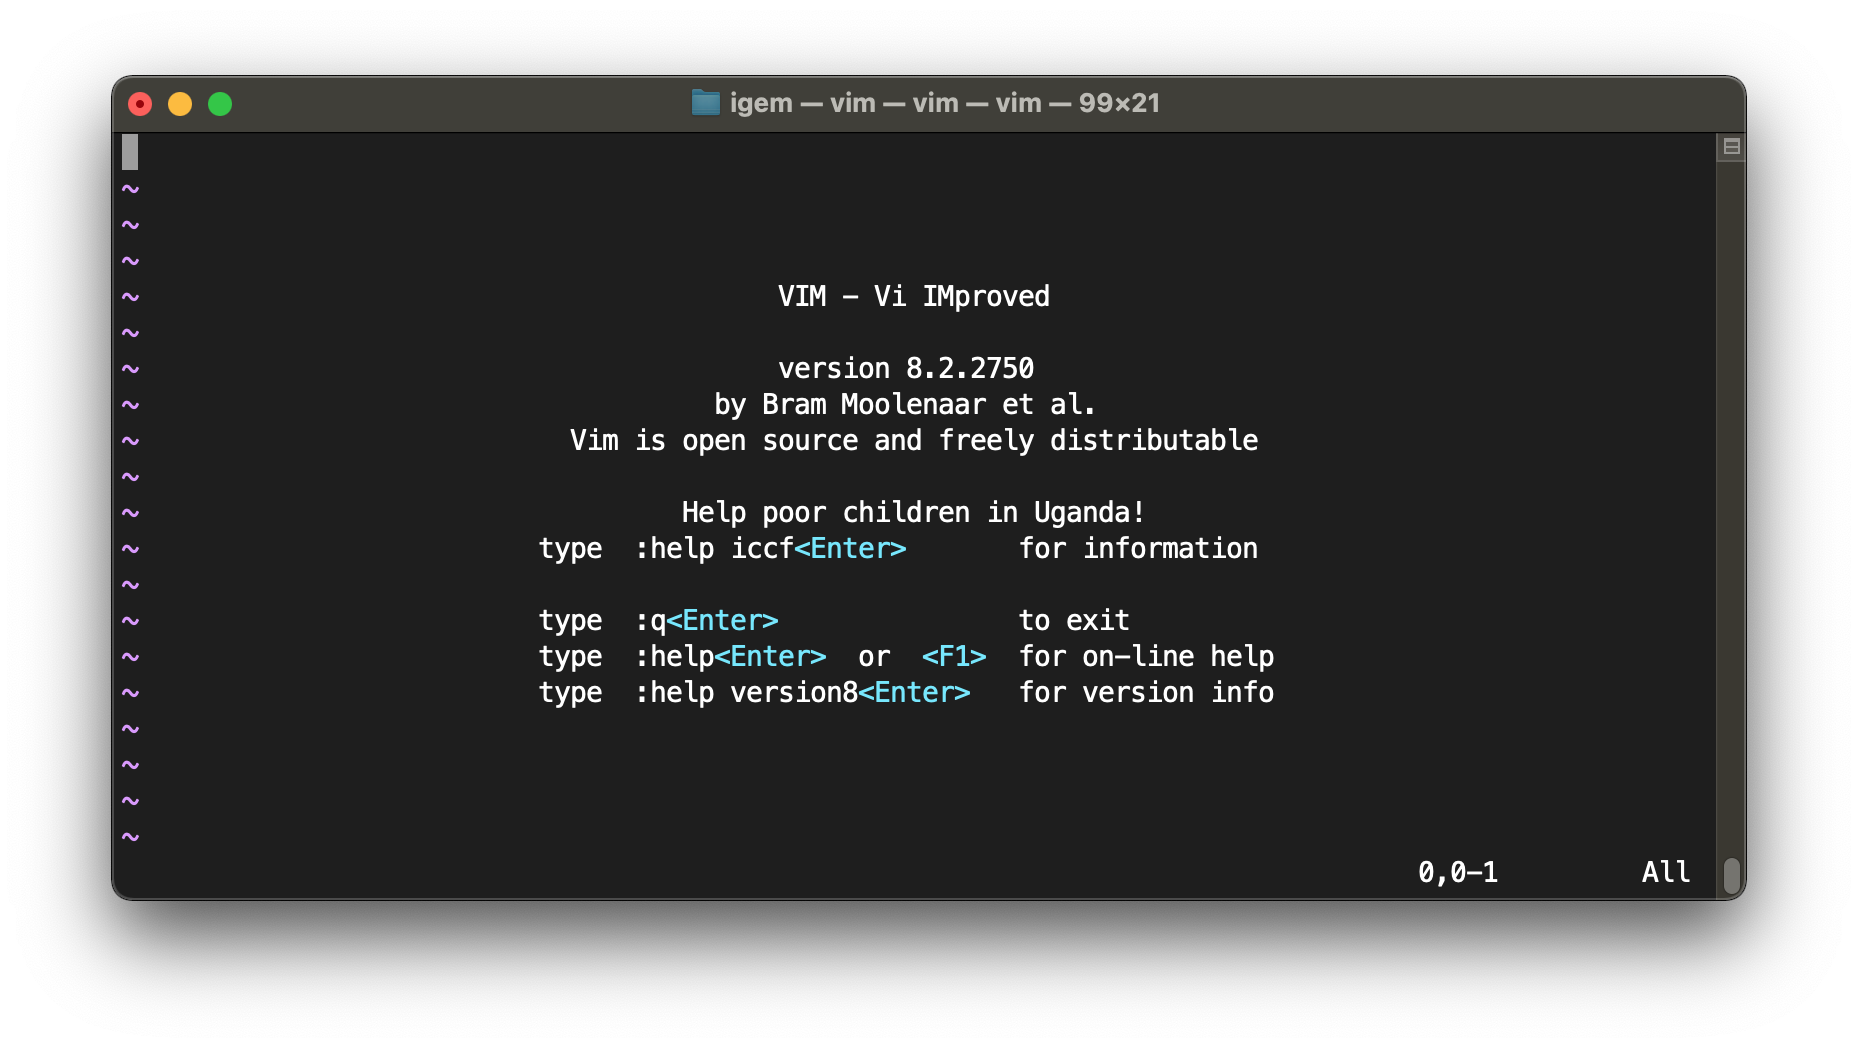 igem — vim — vim — vim — 99×21
~
~
~
~
VIM - Vi IMproved
~
~
version 8.2.2750
~
by Bram Moolenaar et al.
~
Vim is open source and freely distributable
~
~
Help poor children in Uganda!
~
type  :help iccf<Enter>       for information
~
~
type  :q<Enter>               to exit
~
type  :help<Enter>  or  <F1>  for on-line help
~
type  :help version8<Enter>   for version info
~
~
~
~
0,0-1         All